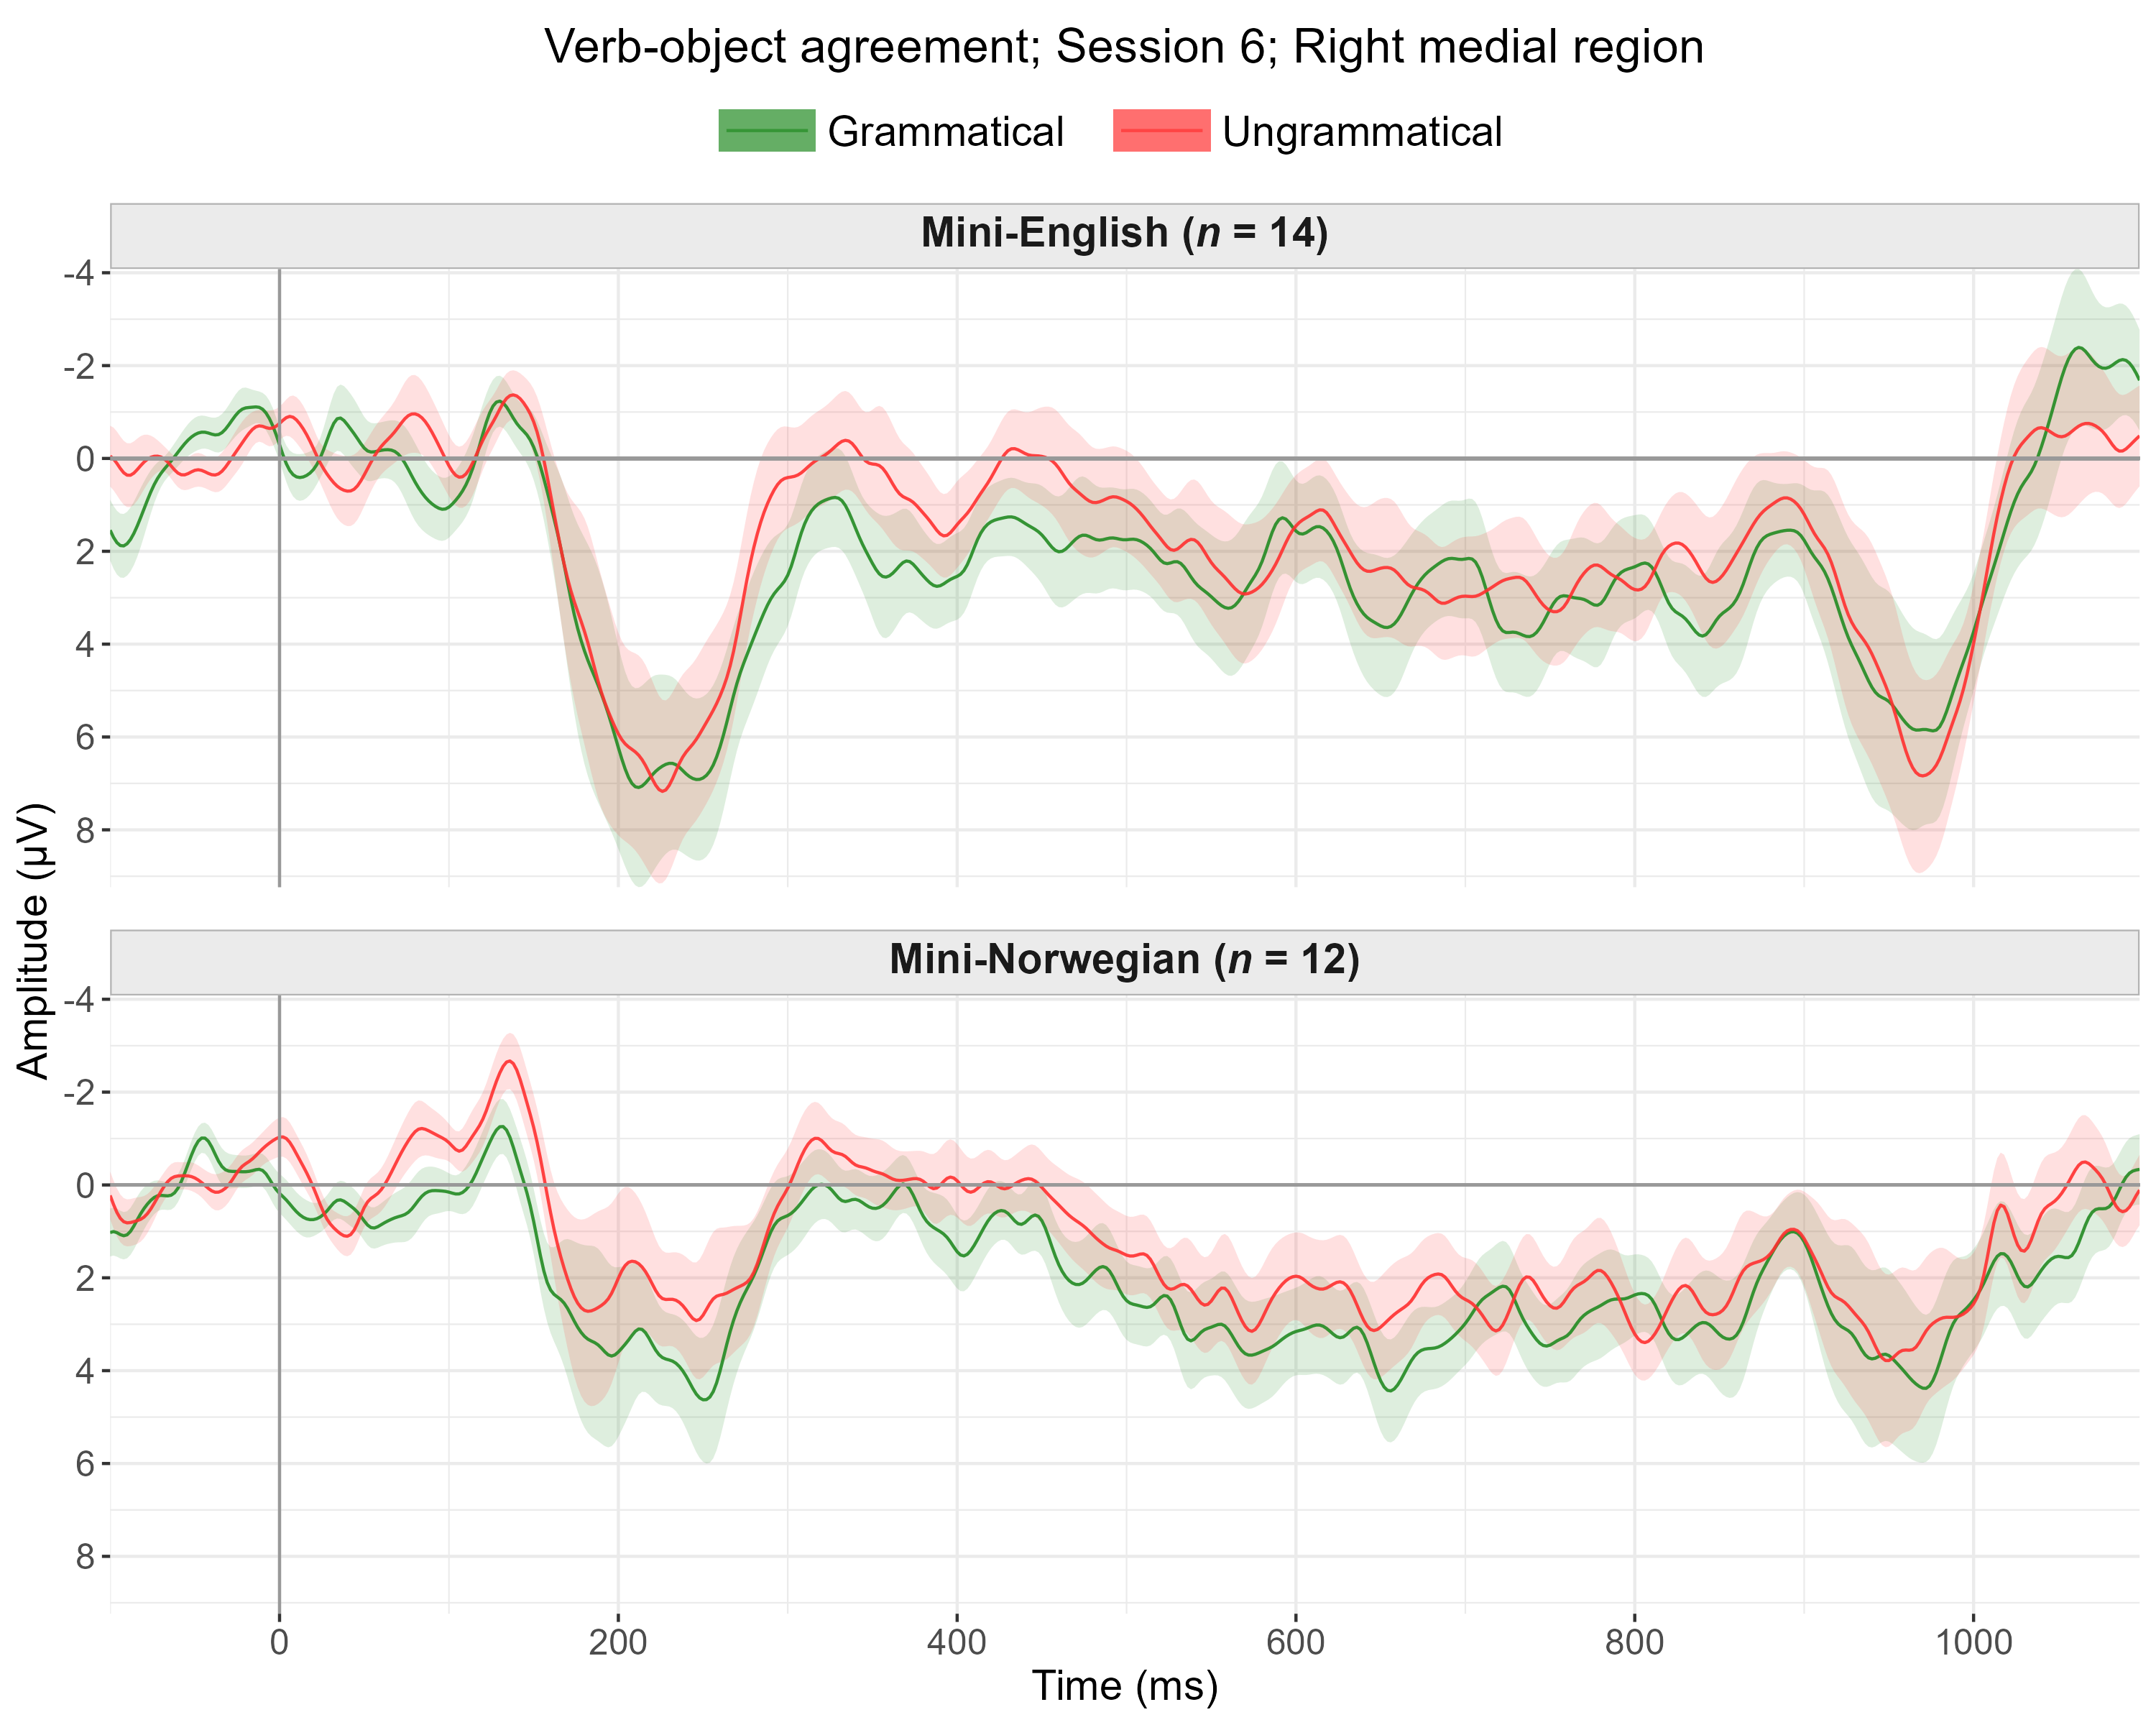 Verb-object agreement; Session 6; Right medial region
Grammatical Ungrammatical
Mini-English (n = 14)
-4
-2
0
2
4
6
8
Amplitude (µV)
Mini-Norwegian (n = 12)
-4
-2
0
2
4
6
8
0 200 400 600 800 1000
Time (ms)